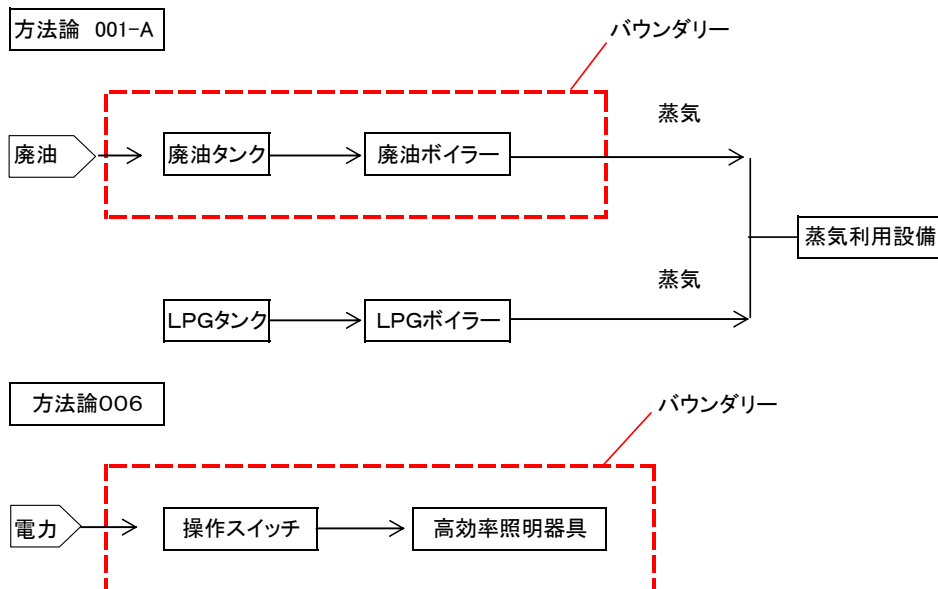 方法論 001-A
バウンダリー
蒸気
廃油
廃油タンク
廃油ボイラー
蒸気利用設備
蒸気
LPGタンク
LPGボイラー
方法論006
バウンダリー
電力
操作スイッチ
高効率照明器具